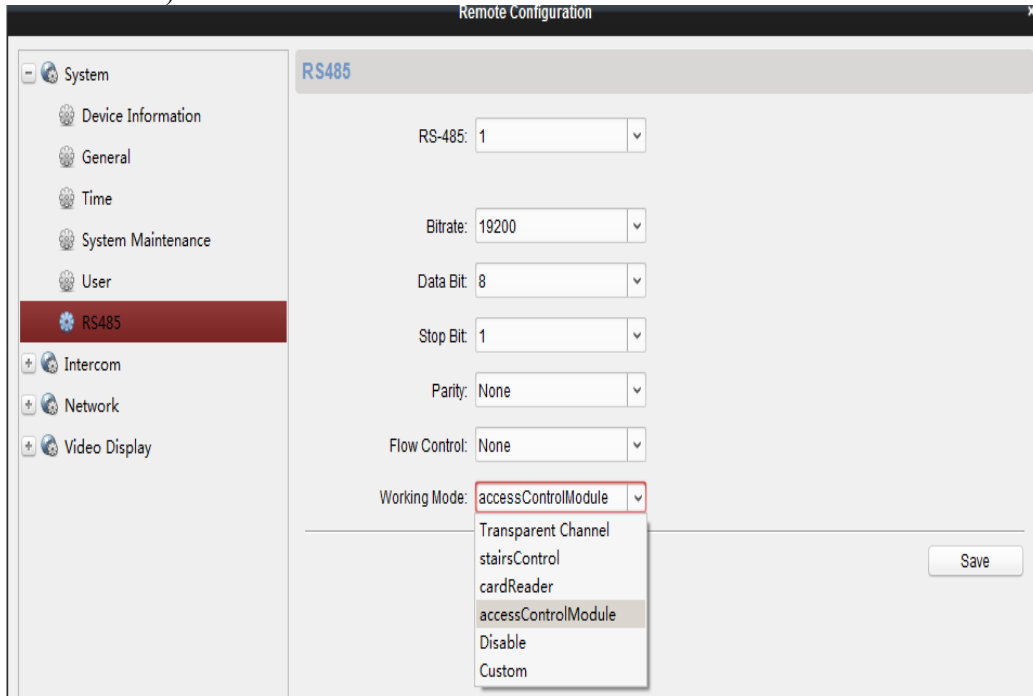 Remote Configuration
System
Device Information
General
Time
System Maintenance
User
RS485
Intercom
Network
Video Display
RS485
RS-485: 1
Bitrate: 19200
Data Bit: 8
Stop Bit: 1
Parity: None
Flow Control: None
Working Mode: accessControlModule
Transparent Channel
stairsControl
cardReader
accessControlModule
Disable
Custom
Save